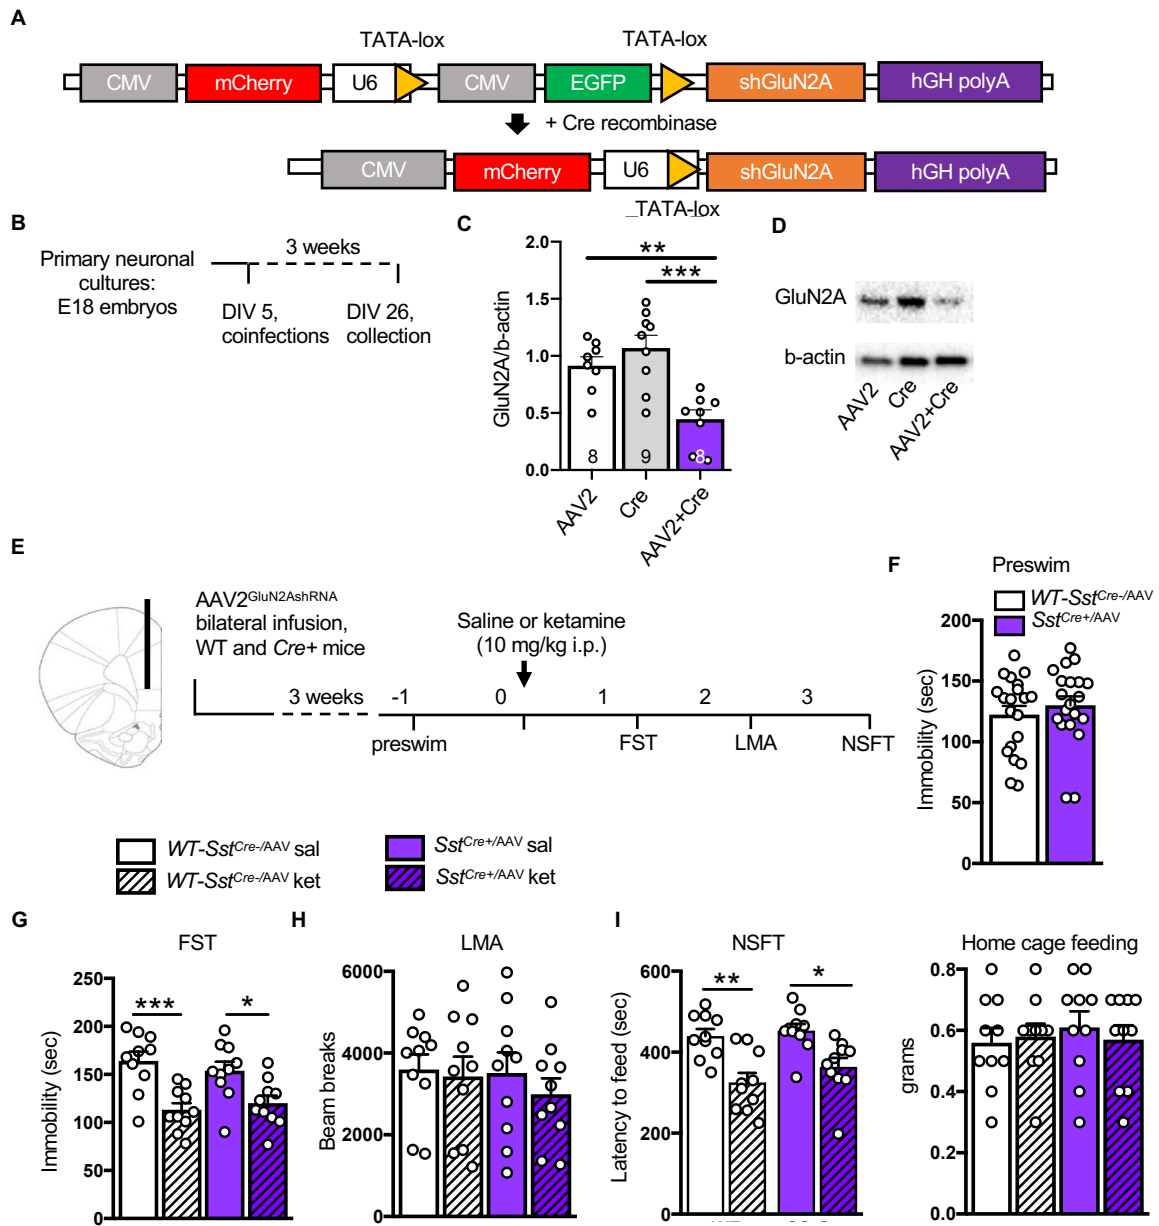 A
TATA-lox TATA-lox
CMV mCherry U6 CMV EGFP shGluN2A hGH polyA
+ Cre recombinase
CMV mCherry U6 shGluN2A hGH polyA
_TATA-lox
B
Primary neuronal
cultures:
E18 embryos
3 weeks
DIV 5,
coinfections
DIV 26,
collection
C
GluN2A/b-actin
2.0
1.5
1.0
0.5
0.0
**
***
8 9 8
AAV2 Cre AAV2+Cre
D
GluN2A
b-actin
AAV2 Cre AAV2+Cre
E
AAV2GluN2AshRNA
bilateral infusion,
WT and Cre+ mice
Saline or ketamine
(10 mg/kg i.p.)
3 weeks -1 0 1 2 3
preswim FST LMA NSFT
F
Preswim
WT-SstCre-/AAV
SstCre+/AAV
Immobility (sec)
200
150
100
50
0
WT-SstCre-/AAV sal
SstCre+/AAV sal
WT-SstCre-/AAV ket
SstCre+/AAV ket
G
FST
Immobility (sec)
250
200
150
100
50
0
*** *
H
LMA
Beam breaks
6000
4000
2000
0
I
NSFT
Latency to feed (sec)
600
400
200
0
** *
Home cage feeding
grams
0.8
0.6
0.4
0.2
0.0